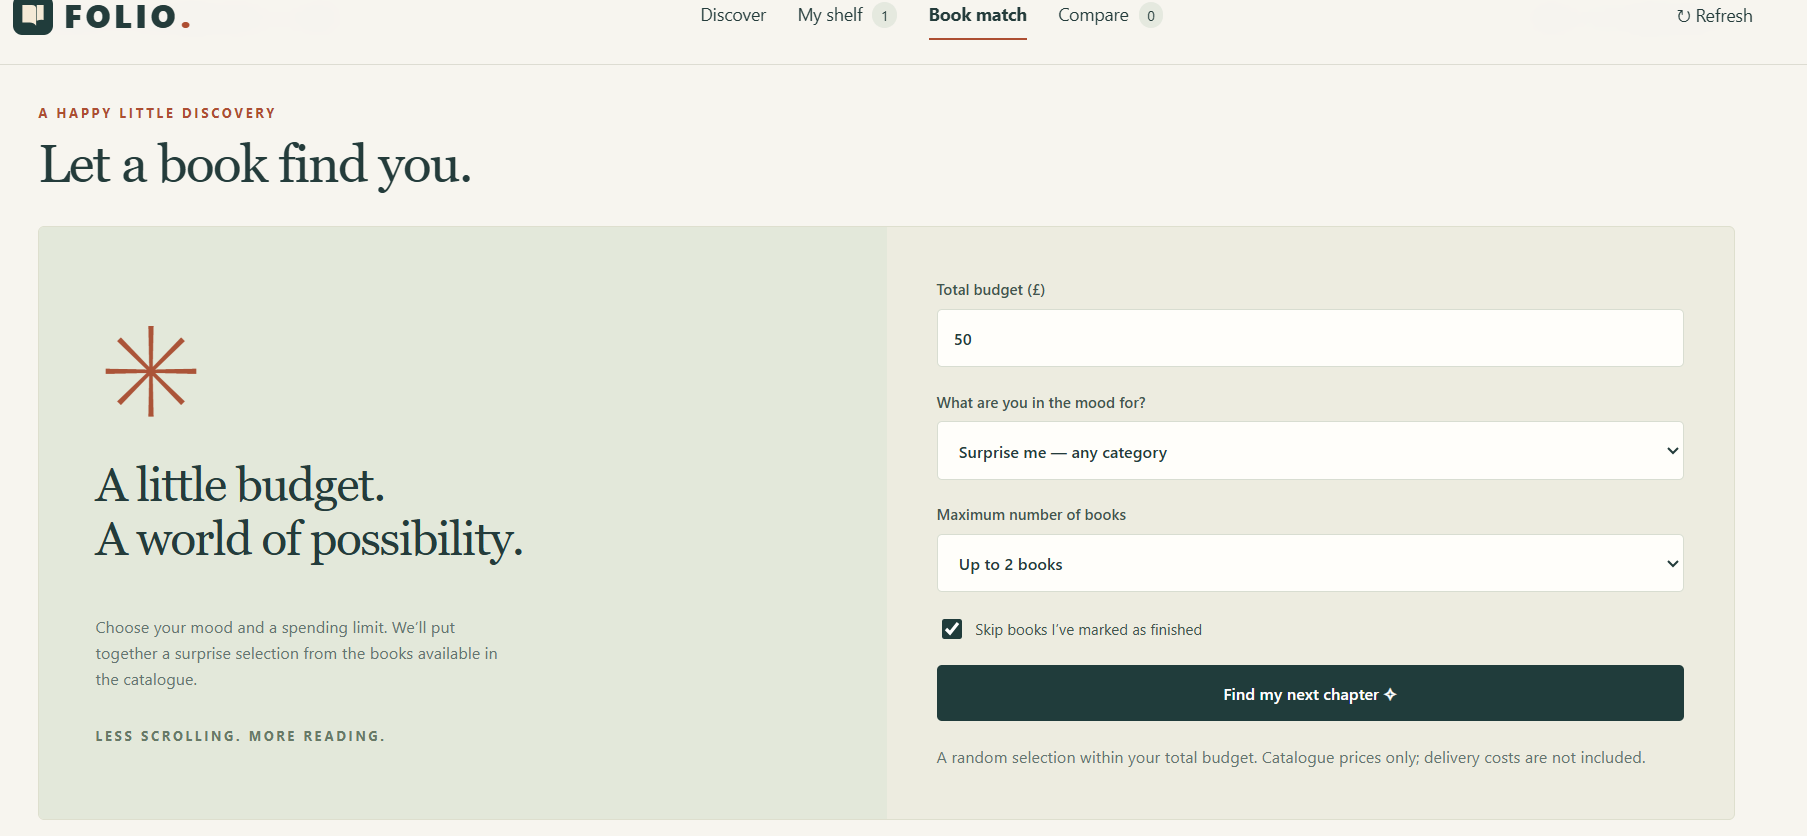 FOLIO.
Discover
My shelf 1
Book match
Compare 0
↻ Refresh
A HAPPY LITTLE DISCOVERY
Let a book find you.
A little budget.
A world of possibility.
Choose your mood and a spending limit. We’ll put
together a surprise selection from the books available in
the catalogue.
LESS SCROLLING. MORE READING.
Total budget (£)
50
What are you in the mood for?
Surprise me — any category
Maximum number of books
Up to 2 books
Skip books I’ve marked as finished
Find my next chapter ✧
A random selection within your total budget. Catalogue prices only; delivery costs are not included.